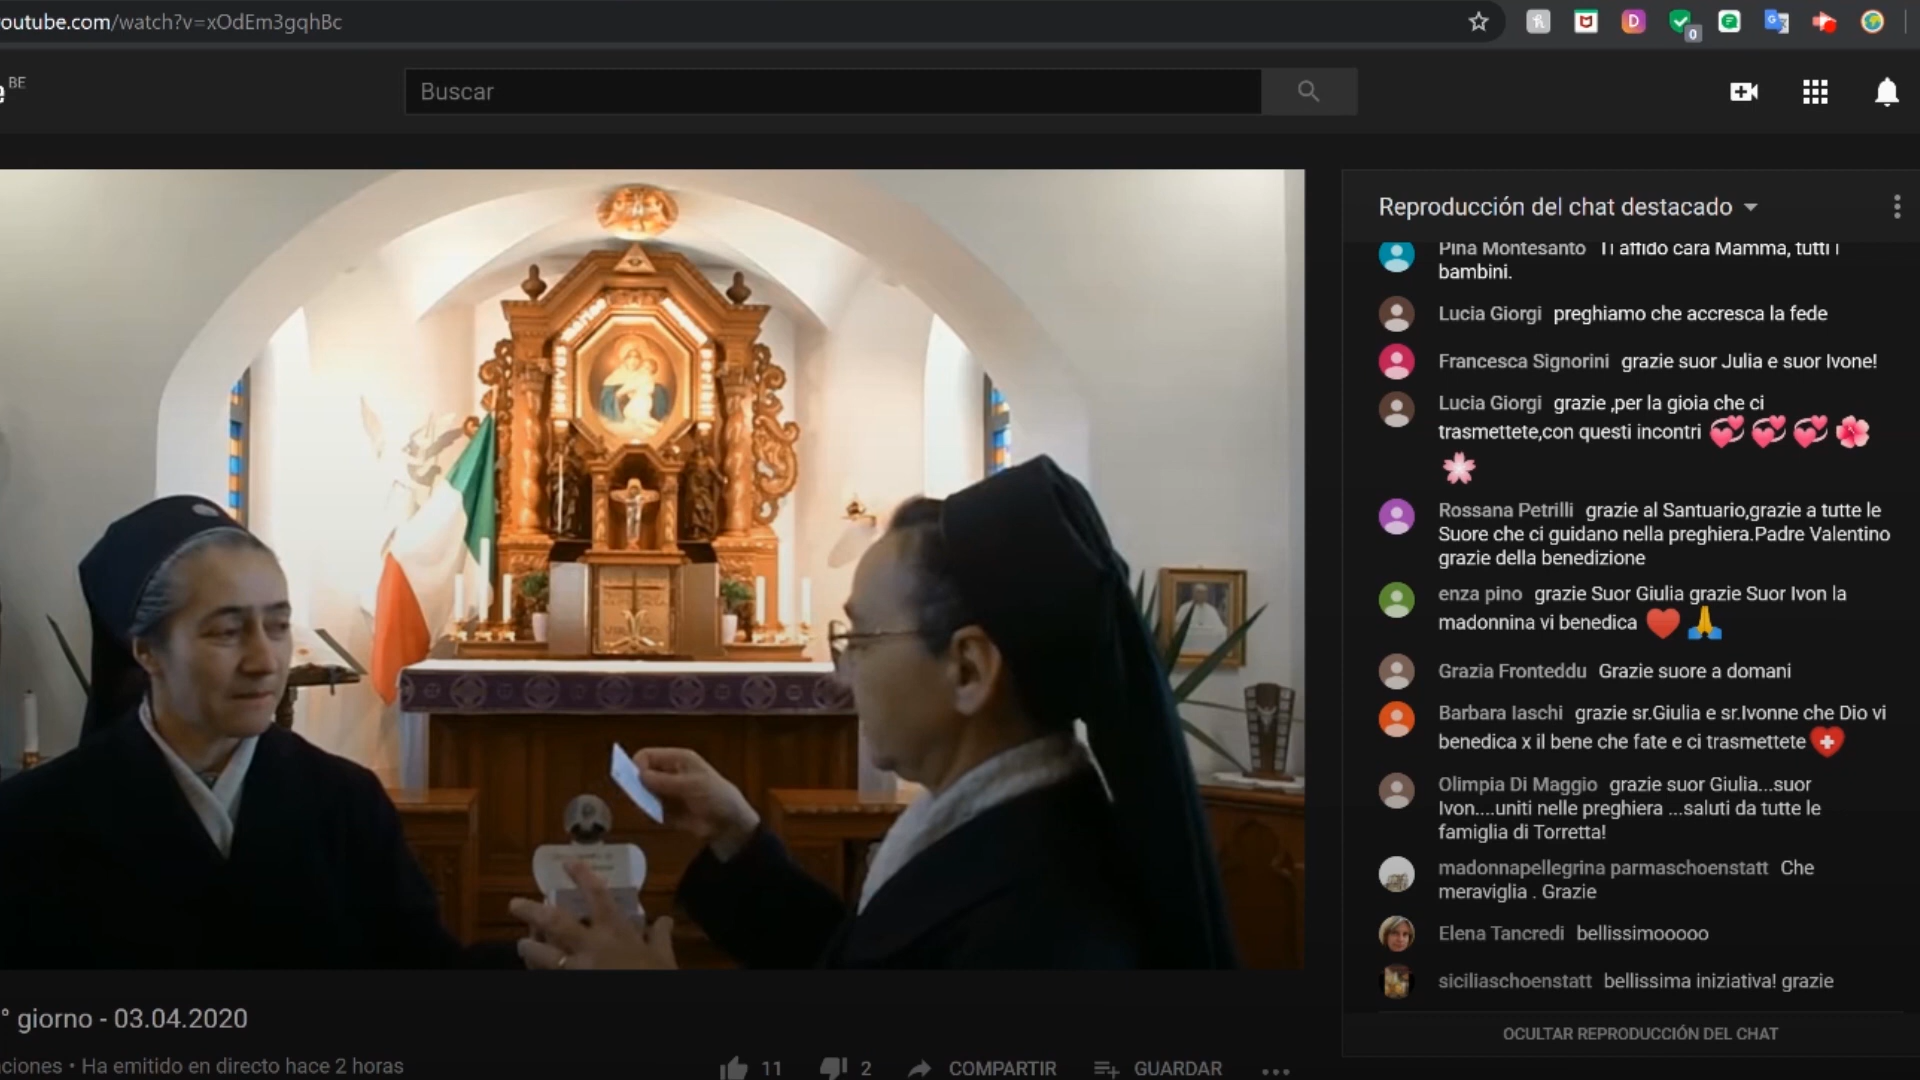 outube.com/watch?v=xOdEm3gqhBc
0
e BE
Buscar
Reproducción del chat destacado
Pina Montesanto Ti affido cara Mamma, tutti i
bambini.
Lucia Giorgi preghiamo che accresca la fede
Francesca Signorini grazie suor Julia e suor Ivone!
Lucia Giorgi grazie ,per la gioia che ci
trasmettete,con questi incontri 💞💞💞🌺
🌸
Rossana Petrilli grazie al Santuario,grazie a tutte le
Suore che ci guidano nella preghiera.Padre Valentino
grazie della benedizione
enza pino grazie Suor Giulia grazie Suor Ivon la
madonnina vi benedica ❤️🙏
Grazia Fronteddu Grazie suore a domani
Barbara Iaschi grazie sr.Giulia e sr.Ivonne che Dio vi
benedica x il bene che fate e ci trasmettete
Olimpia Di Maggio grazie suor Giulia...suor
Ivon....uniti nelle preghiera ...saluti da tutte le
famiglia di Torretta!
madonnapellegrina parmaschoenstatt Che
meraviglia . Grazie
Elena Tancredi bellissimooooo
siciliaschoenstatt bellissima iniziativa! grazie
OCULTAR REPRODUCCIÓN DEL CHAT
° giorno - 03.04.2020
ciones • Ha emitido en directo hace 2 horas
11
2
COMPARTIR
GUARDAR